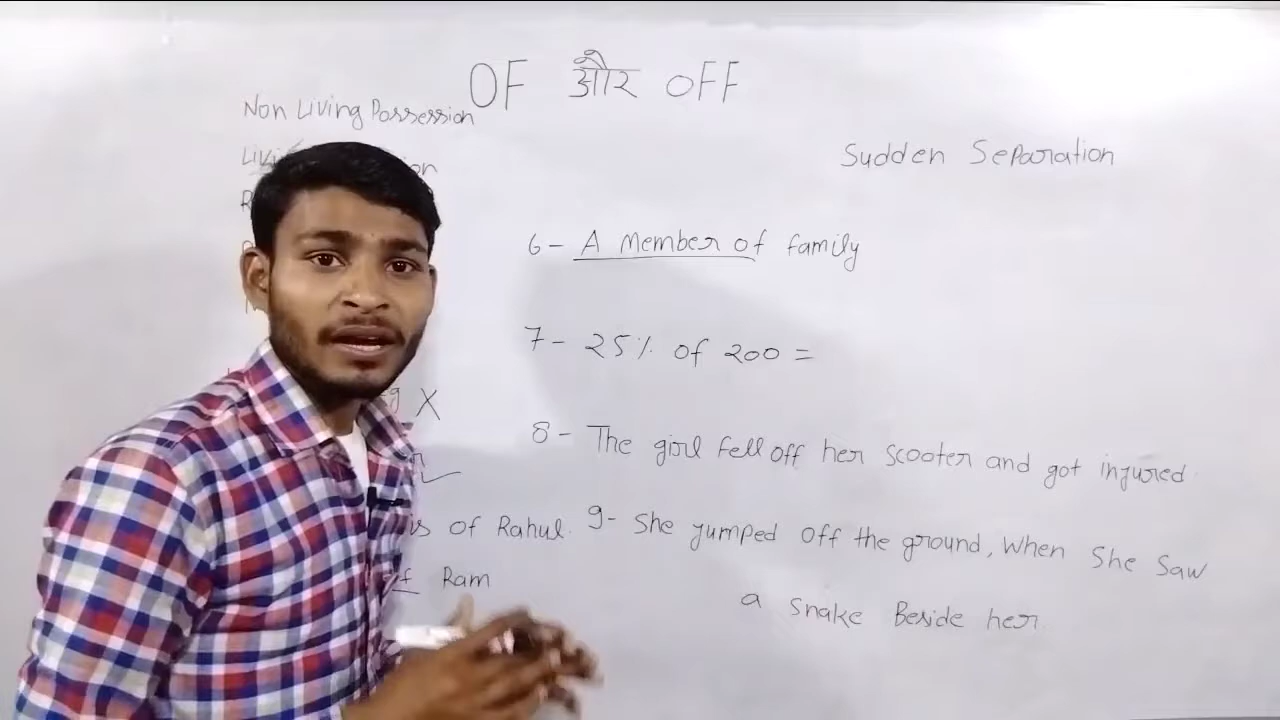 OF और OFF
Non Living Possession
Sudden Separation
6- A Member of family
7- 25% of 200 =
8- The girl fell off her scooter and got injured.
X
of Rahul.
9- She jumped off the ground, When She Saw
a snake Beside her.
Ram